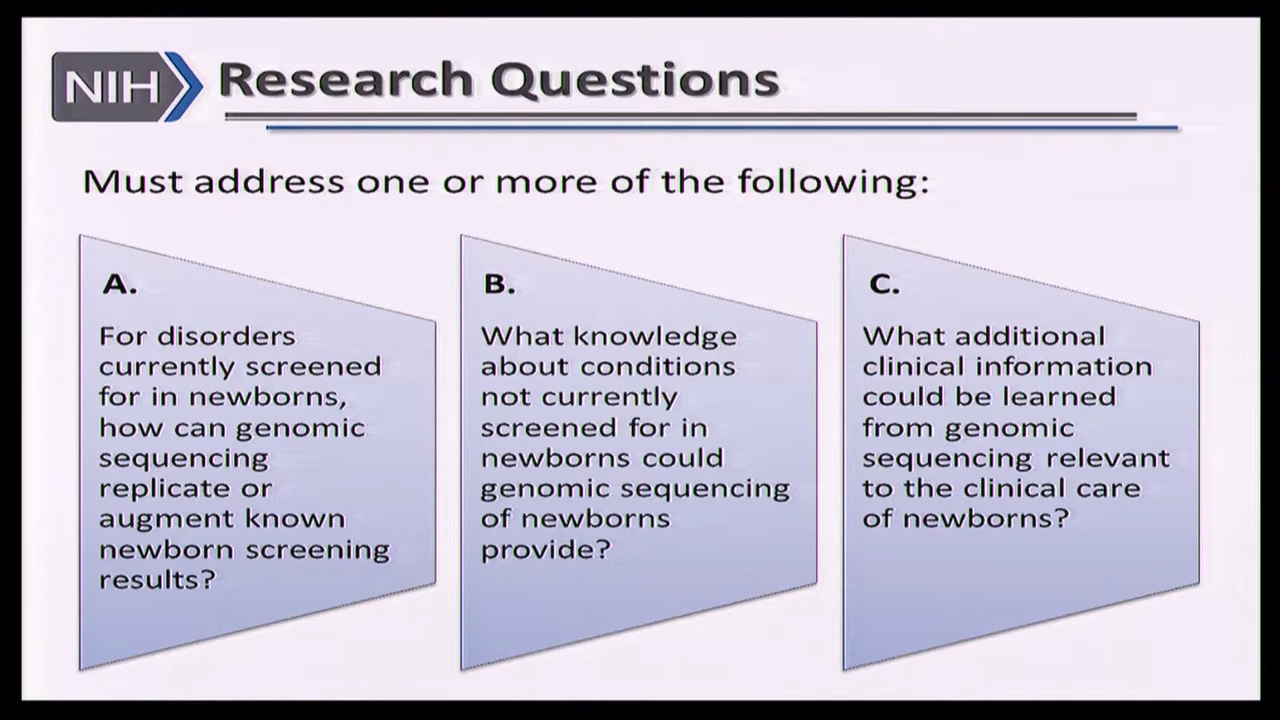 NIH
Research Questions
Must address one or more of the following:
A.
For disorders
currently screened
for in newborns,
how can genomic
sequencing
replicate or
augment known
newborn screening
results?
B.
What knowledge
about conditions
not currently
screened for in
newborns could
genomic sequencing
of newborns
provide?
C.
What additional
clinical information
could be learned
from genomic
sequencing relevant
to the clinical care
of newborns?